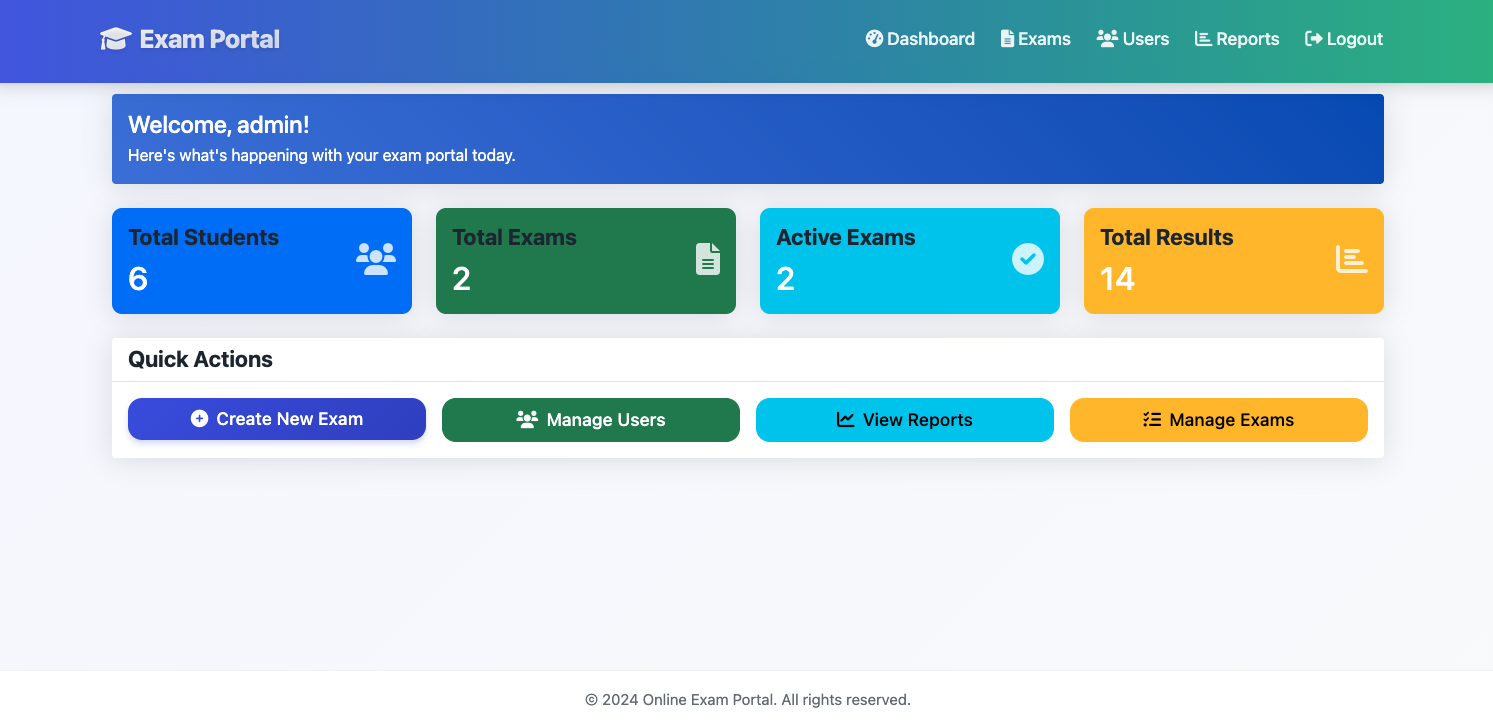 Exam Portal
Dashboard
Exams
Users
Reports
Logout
Welcome, admin!
Here's what's happening with your exam portal today.
Total Students
6
Total Exams
2
Active Exams
2
Total Results
14
Quick Actions
Create New Exam
Manage Users
View Reports
Manage Exams
© 2024 Online Exam Portal. All rights reserved.